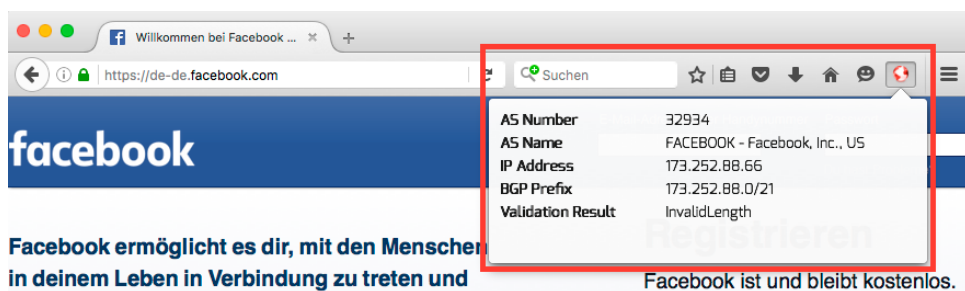 Willkommen bei Facebook ...
https://de-de.facebook.com
Suchen
AS Number 32934
AS Name FACEBOOK - Facebook, Inc., US
IP Address 173.252.88.66
BGP Prefix 173.252.88.0/21
Validation Result InvalidLength
facebook
Facebook ermöglicht es dir, mit den Menschen
in deinem Leben in Verbindung zu treten und
Registrieren
Facebook ist und bleibt kostenlos.